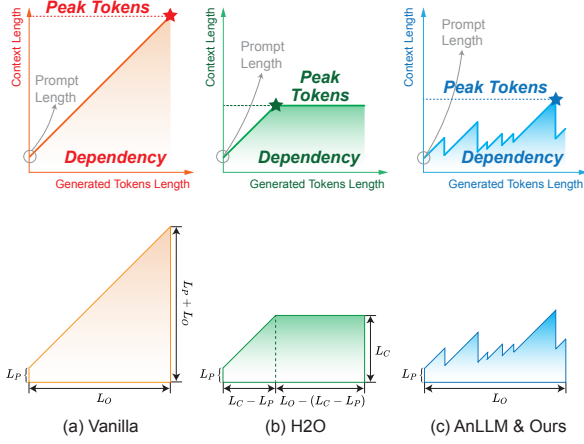 Context Length
Peak Tokens
Prompt
Length
Dependency
Generated Tokens Length
Context Length
Prompt
Length
Peak
Tokens
Dependency
Generated Tokens Length
Context Length
Prompt
Length
Peak Tokens
Dependency
Generated Tokens Length
L_P
L_P + L_O
L_O
L_P
L_C
L_C − L_P
L_O − (L_C − L_P)
L_P
L_O
(a) Vanilla
(b) H2O
(c) AnLLM & Ours